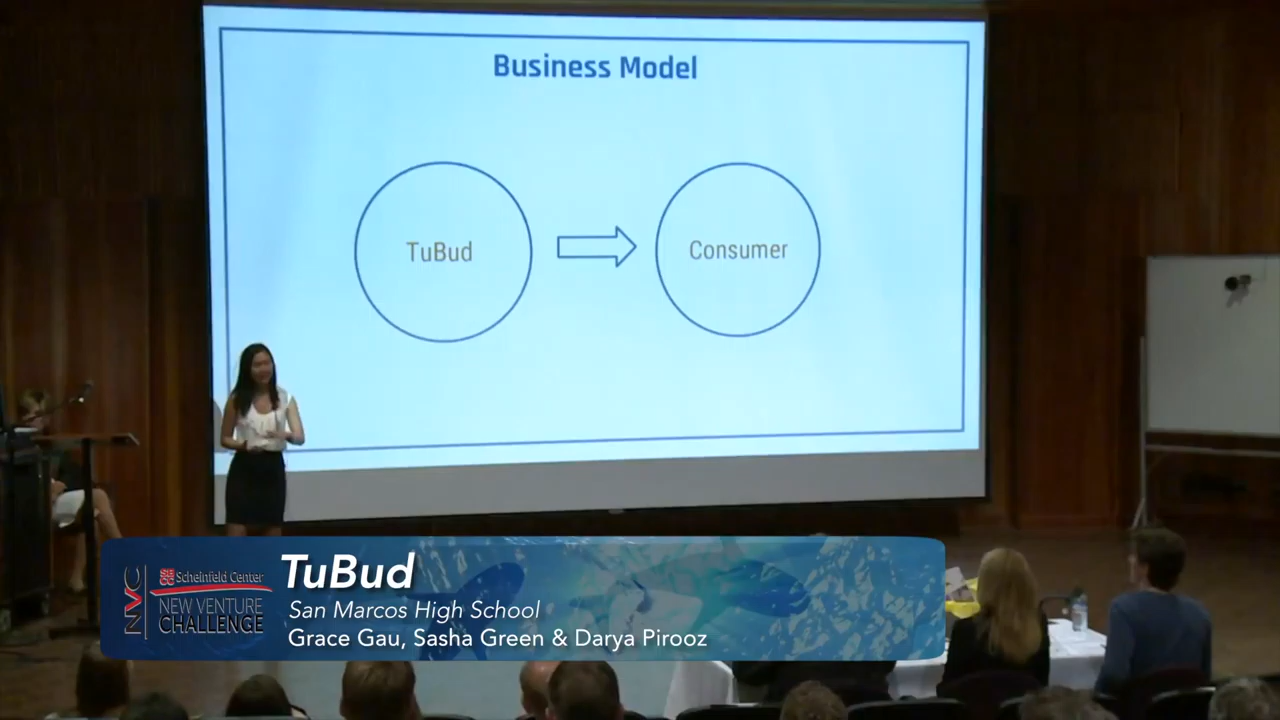 Business Model
TuBud
Consumer
TuBud
San Marcos High School
Grace Gau, Sasha Green & Darya Pirooz
NVC
SBCC Scheinfeld Center
NEW VENTURE
CHALLENGE